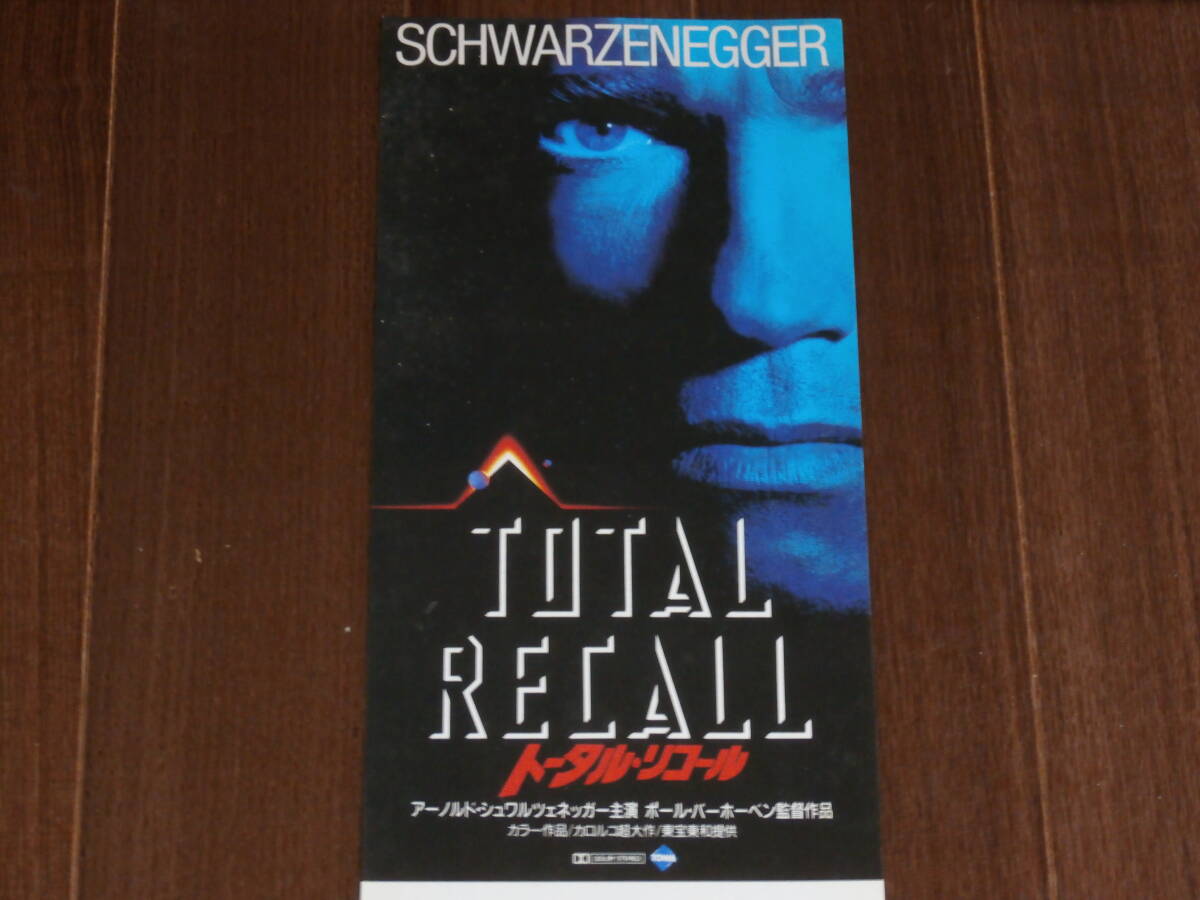 SCHWARZENEGGER
TOTAL
RECALL
トータル・リコール
アーノルド・シュワルツェネッガー主演 ポール・バーホーベン監督作品
カラー作品/カロルコ超大作/東宝東和提供
DOLBY STEREO
TOWA